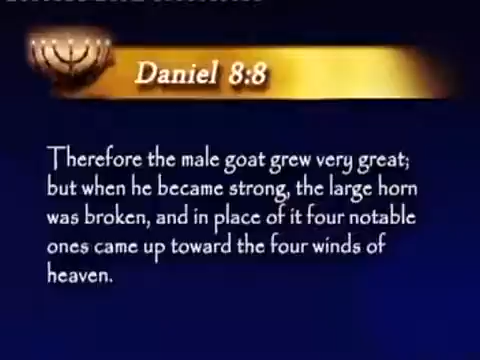 Daniel 8:8
Therefore the male goat grew very great;
but when he became strong, the large horn
was broken, and in place of it four notable
ones came up toward the four winds of
heaven.